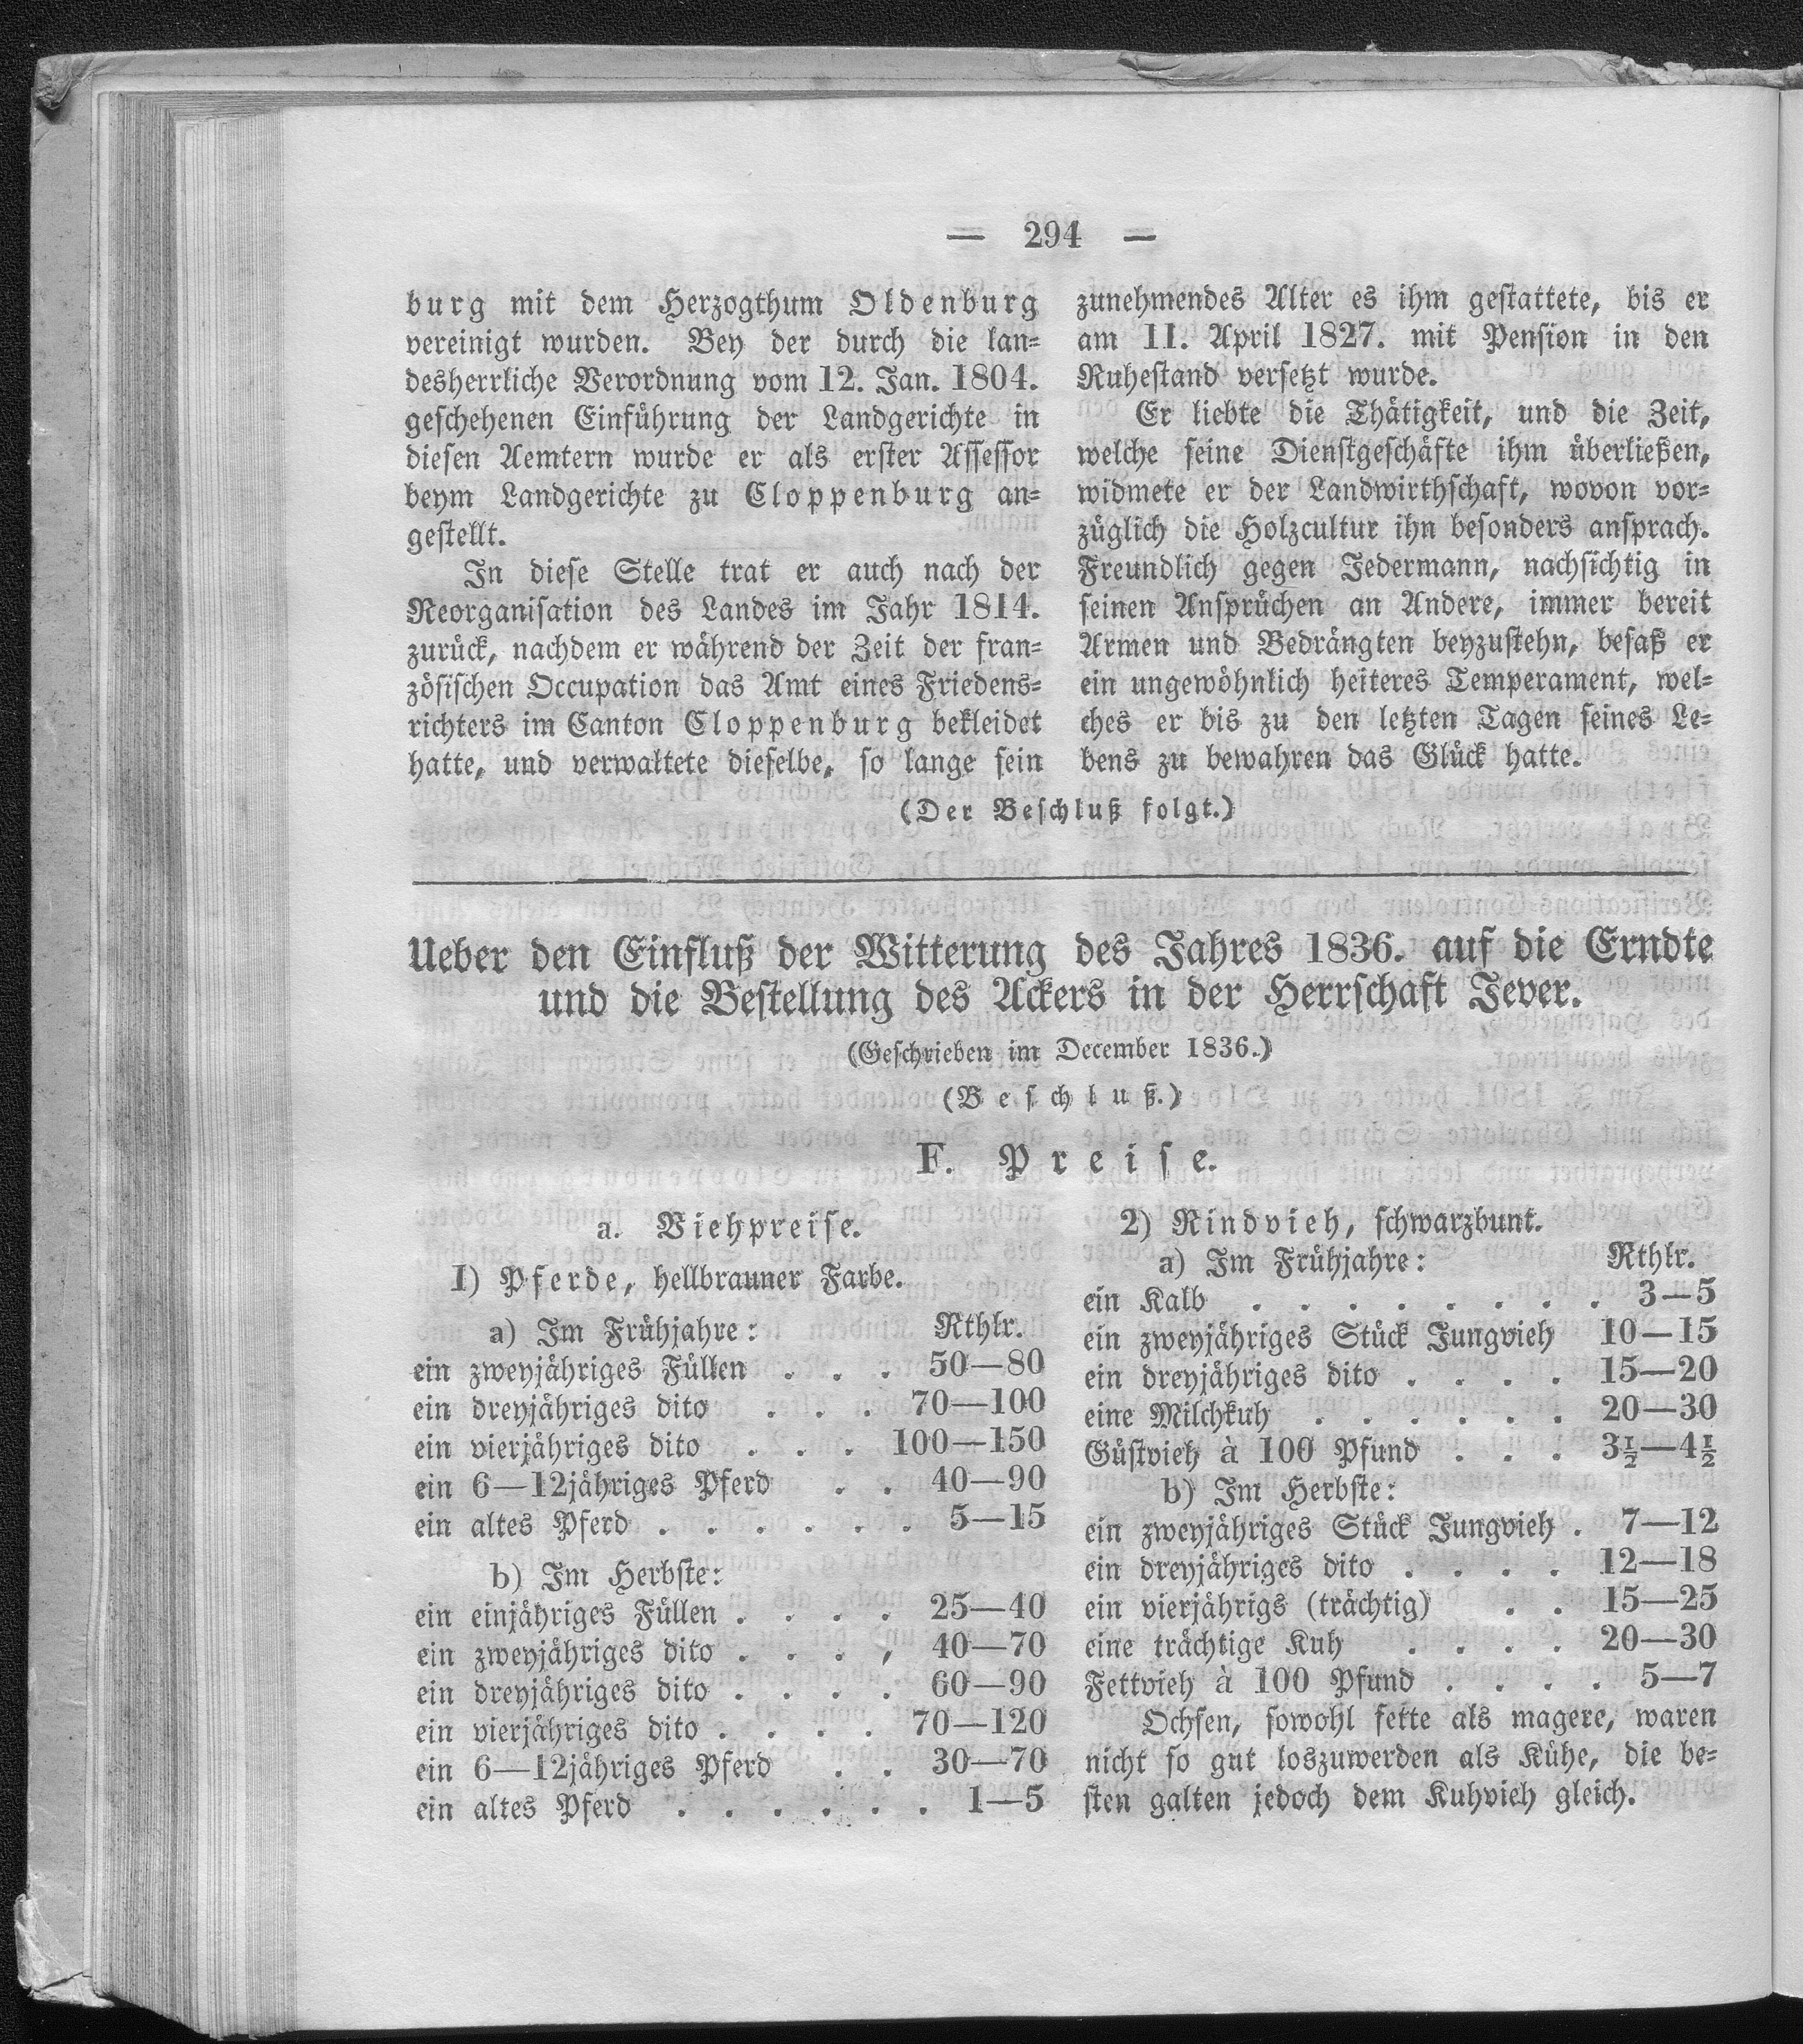 — 294 —
burg mit dem Herzogthum Oldenburg
vereinigt wurden. Bey der durch die lan=
desherrliche Verordnung vom 12. Jan. 1804.
geschehenen Einführung der Landgerichte in
diesen Aemtern wurde er als erster Assessor
beym Landgerichte zu Cloppenburg an=
gestellt.
In diese Stelle trat er auch nach der
Reorganisation des Landes im Jahr 1814.
zurück, nachdem er während der Zeit der fran=
zösischen Occupation das Amt eines Friedens=
richters im Canton Cloppenburg bekleidet
hatte, und verwaltete dieselbe, so lange sein
zunehmendes Alter es ihm gestattete, bis er
am 11. April 1827. mit Pension in den
Ruhestand versetzt wurde.
Er liebte die Thätigkeit, und die Zeit,
welche seine Dienstgeschäfte ihm überließen,
widmete er der Landwirthschaft, wovon vor=
züglich die Holzcultur ihn besonders ansprach.
Freundlich gegen Jedermann, nachsichtig in
seinen Ansprüchen an Andere, immer bereit
Armen und Bedrängten beyzustehn, besaß er
ein ungewöhnlich heiteres Temperament, wel=
ches er bis zu den letzten Tagen seines Le=
bens zu bewahren das Glück hatte.
(Der Beschluß folgt.)
Ueber den Einfluß der Witterung des Jahres 1836. auf die Erndte
und die Bestellung des Ackers in der Herrschaft Jever.
(Geschrieben im December 1836.)
(Beschluß.)
F. Preise.
a. Viehpreise.
1) Pferde, hellbrauner Farbe.
a) Im Frühjahre: Rthlr.
ein zweyjähriges Füllen . . . 50—80
ein dreyjähriges dito . . . 70—100
ein vierjähriges dito . . . 100—150
ein 6—12jähriges Pferd . . 40—90
ein altes Pferd . . . . . . . 5—15
b) Im Herbste:
ein einjähriges Füllen . . . . 25—40
ein zweyjähriges dito . . . , 40—70
ein dreyjähriges dito . . . . 60—90
ein vierjähriges dito . . . . 70—120
ein 6—12jähriges Pferd . . 30—70
ein altes Pferd . . . . . . . 1—5
2) Rindvieh, schwarzbunt.
a) Im Frühjahre: Rthlr.
ein Kalb . . . . . . . . 3—5
ein zweyjähriges Stück Jungvieh 10—15
ein dreyjähriges dito . . . . 15—20
eine Milchkuh . . . . . . 20—30
Güstvieh à 100 Pfund . . . 3½—4½
b) Im Herbste:
ein zweyjähriges Stück Jungvieh . 7—12
ein dreyjähriges dito . . . . 12—18
ein vierjährigs (trächtig) . . 15—25
eine trächtige Kuh . . . . 20—30
Fettvieh à 100 Pfund . . . . 5—7
Ochsen, sowohl fette als magere, waren
nicht so gut loszuwerden als Kühe, die be=
sten galten jedoch dem Kuhvieh gleich.